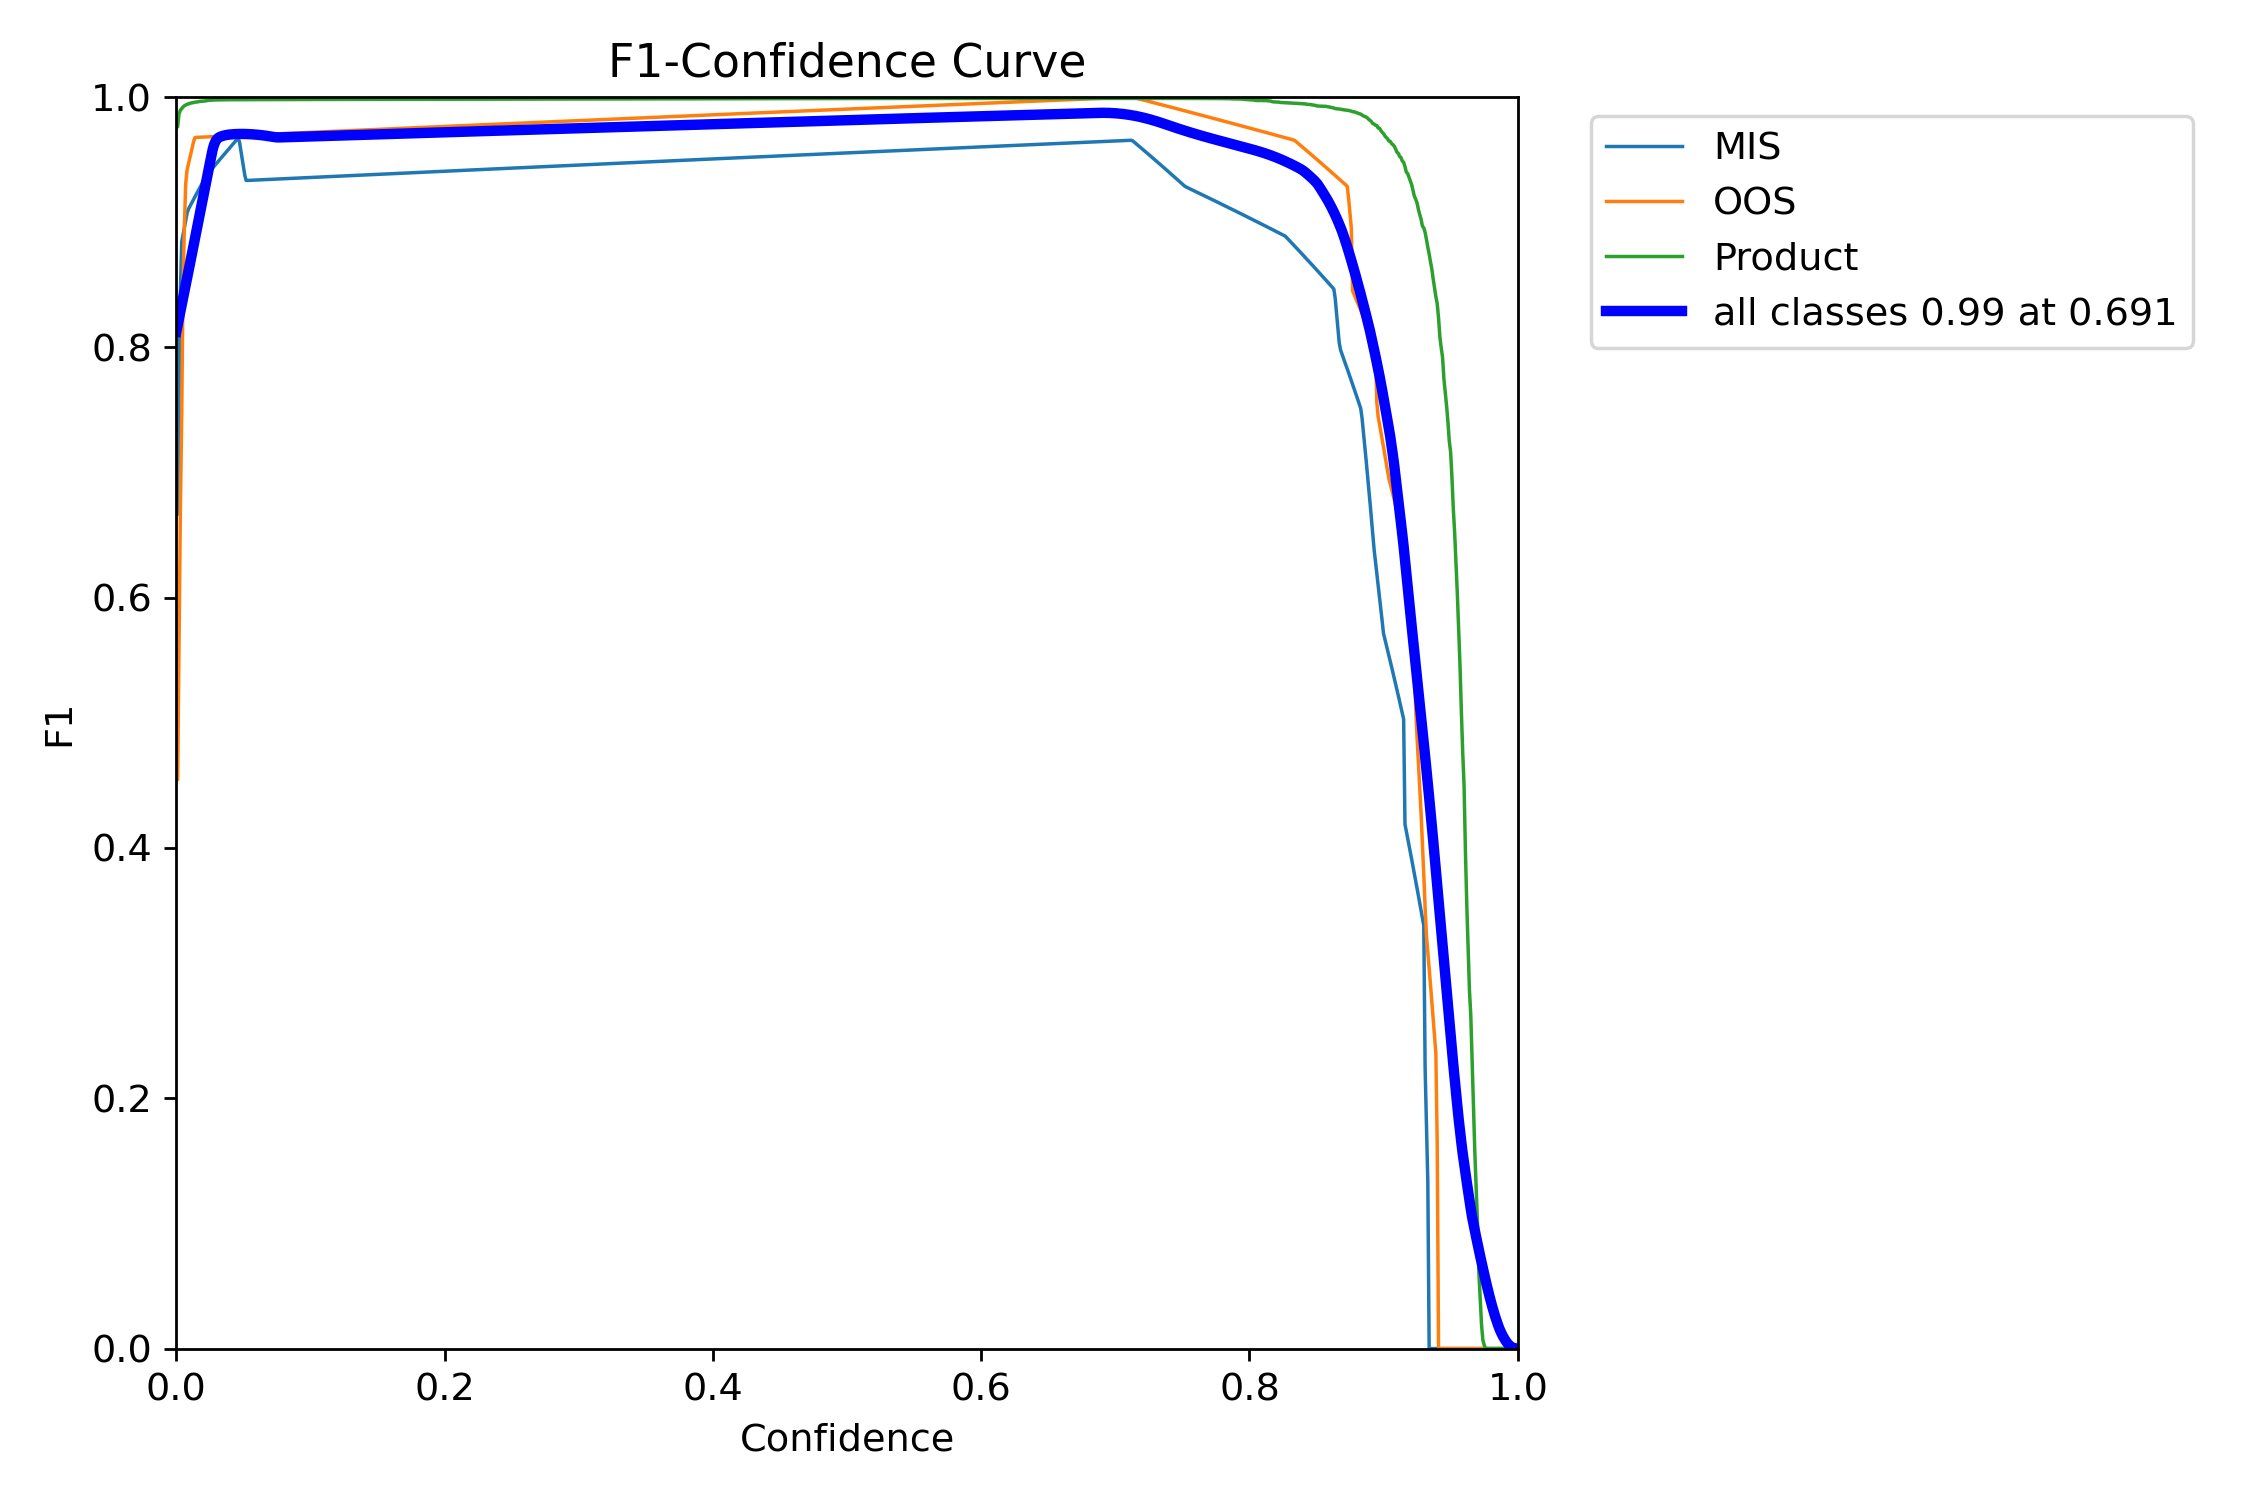 F1-Confidence Curve
1.0
0.8
0.6
0.4
0.2
0.0
F1
0.0 0.2 0.4 0.6 0.8 1.0
Confidence
MIS
OOS
Product
all classes 0.99 at 0.691